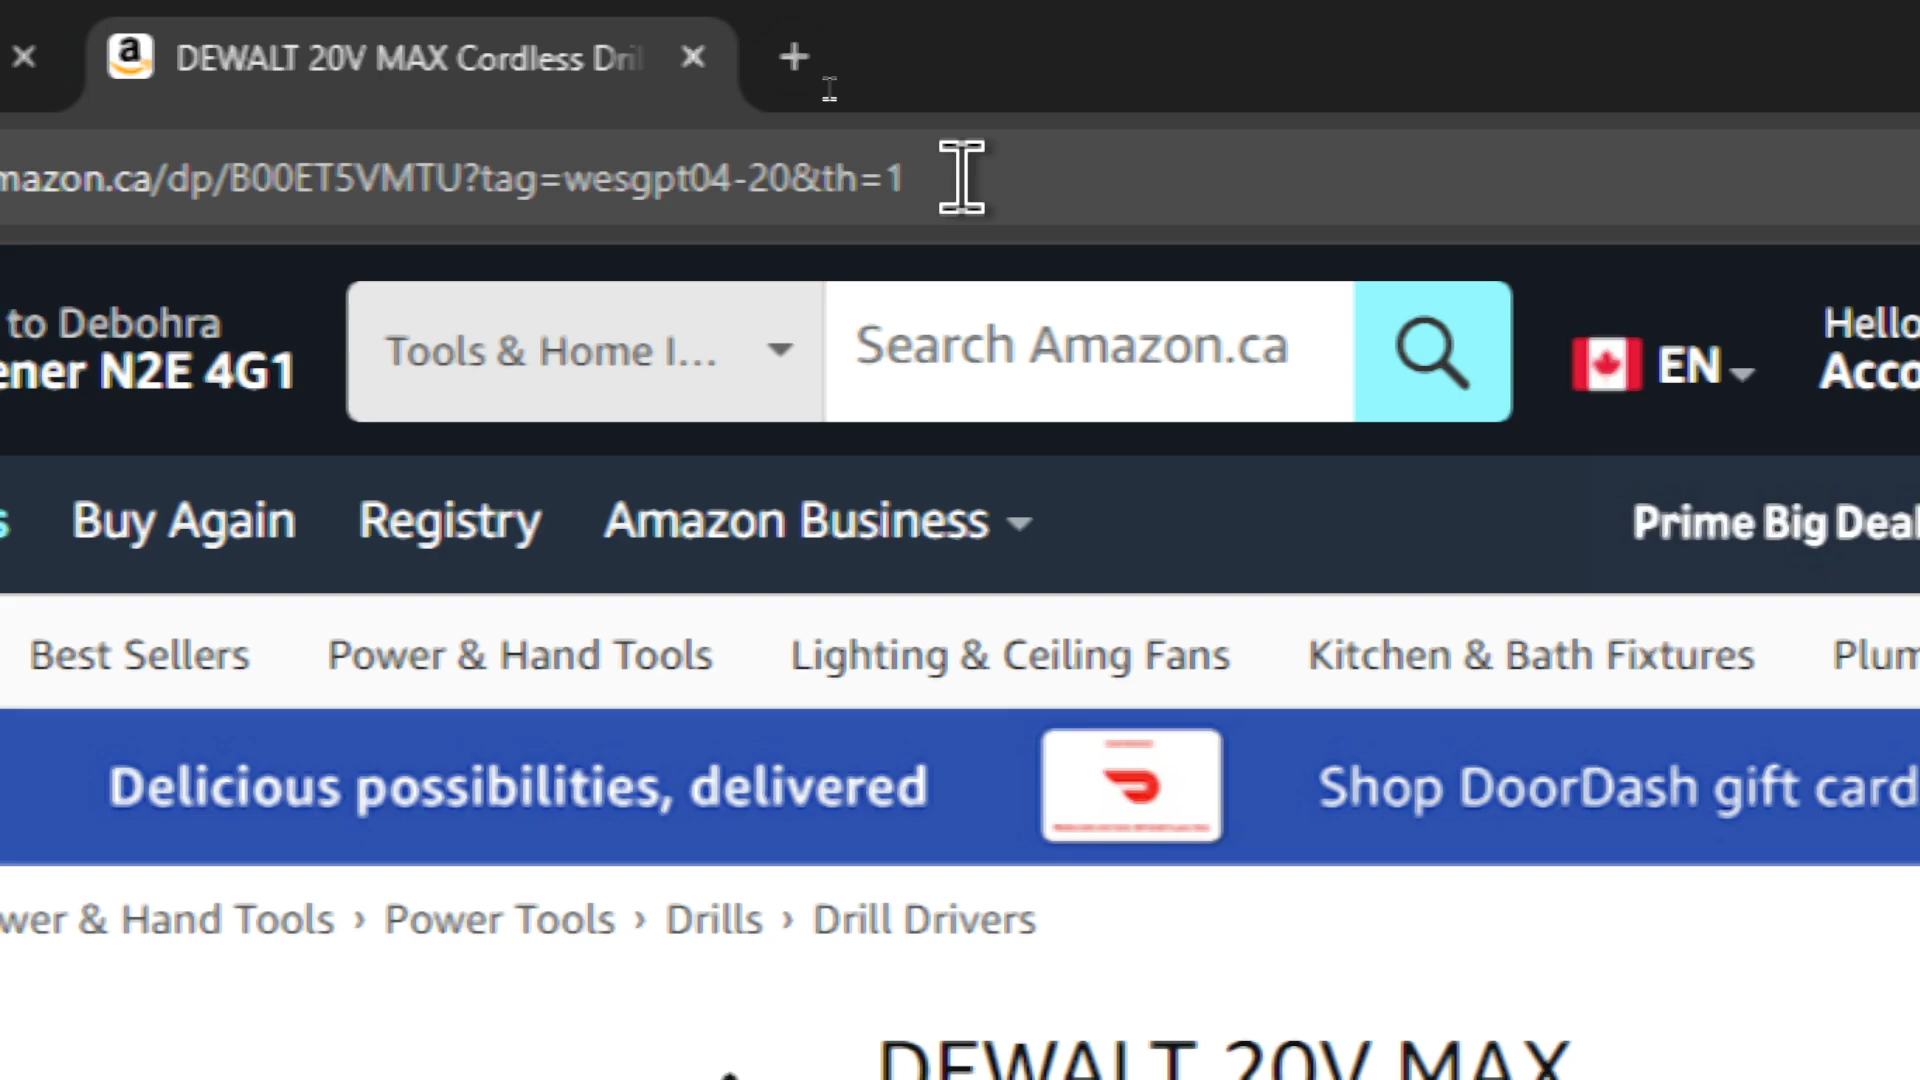 DEWALT 20V MAX Cordless Dril
mazon.ca/dp/B00ET5VMTU?tag=wesgpt04-20&th=1
to Debohra
ener N2E 4G1
Tools & Home I...
Search Amazon.ca
EN
Hello
Acco
s Buy Again Registry Amazon Business
Prime Big Deal
Best Sellers Power & Hand Tools Lighting & Ceiling Fans Kitchen & Bath Fixtures Plum
Delicious possibilities, delivered
Shop DoorDash gift card
wer & Hand Tools › Power Tools › Drills › Drill Drivers
DEWALT 20V MAX